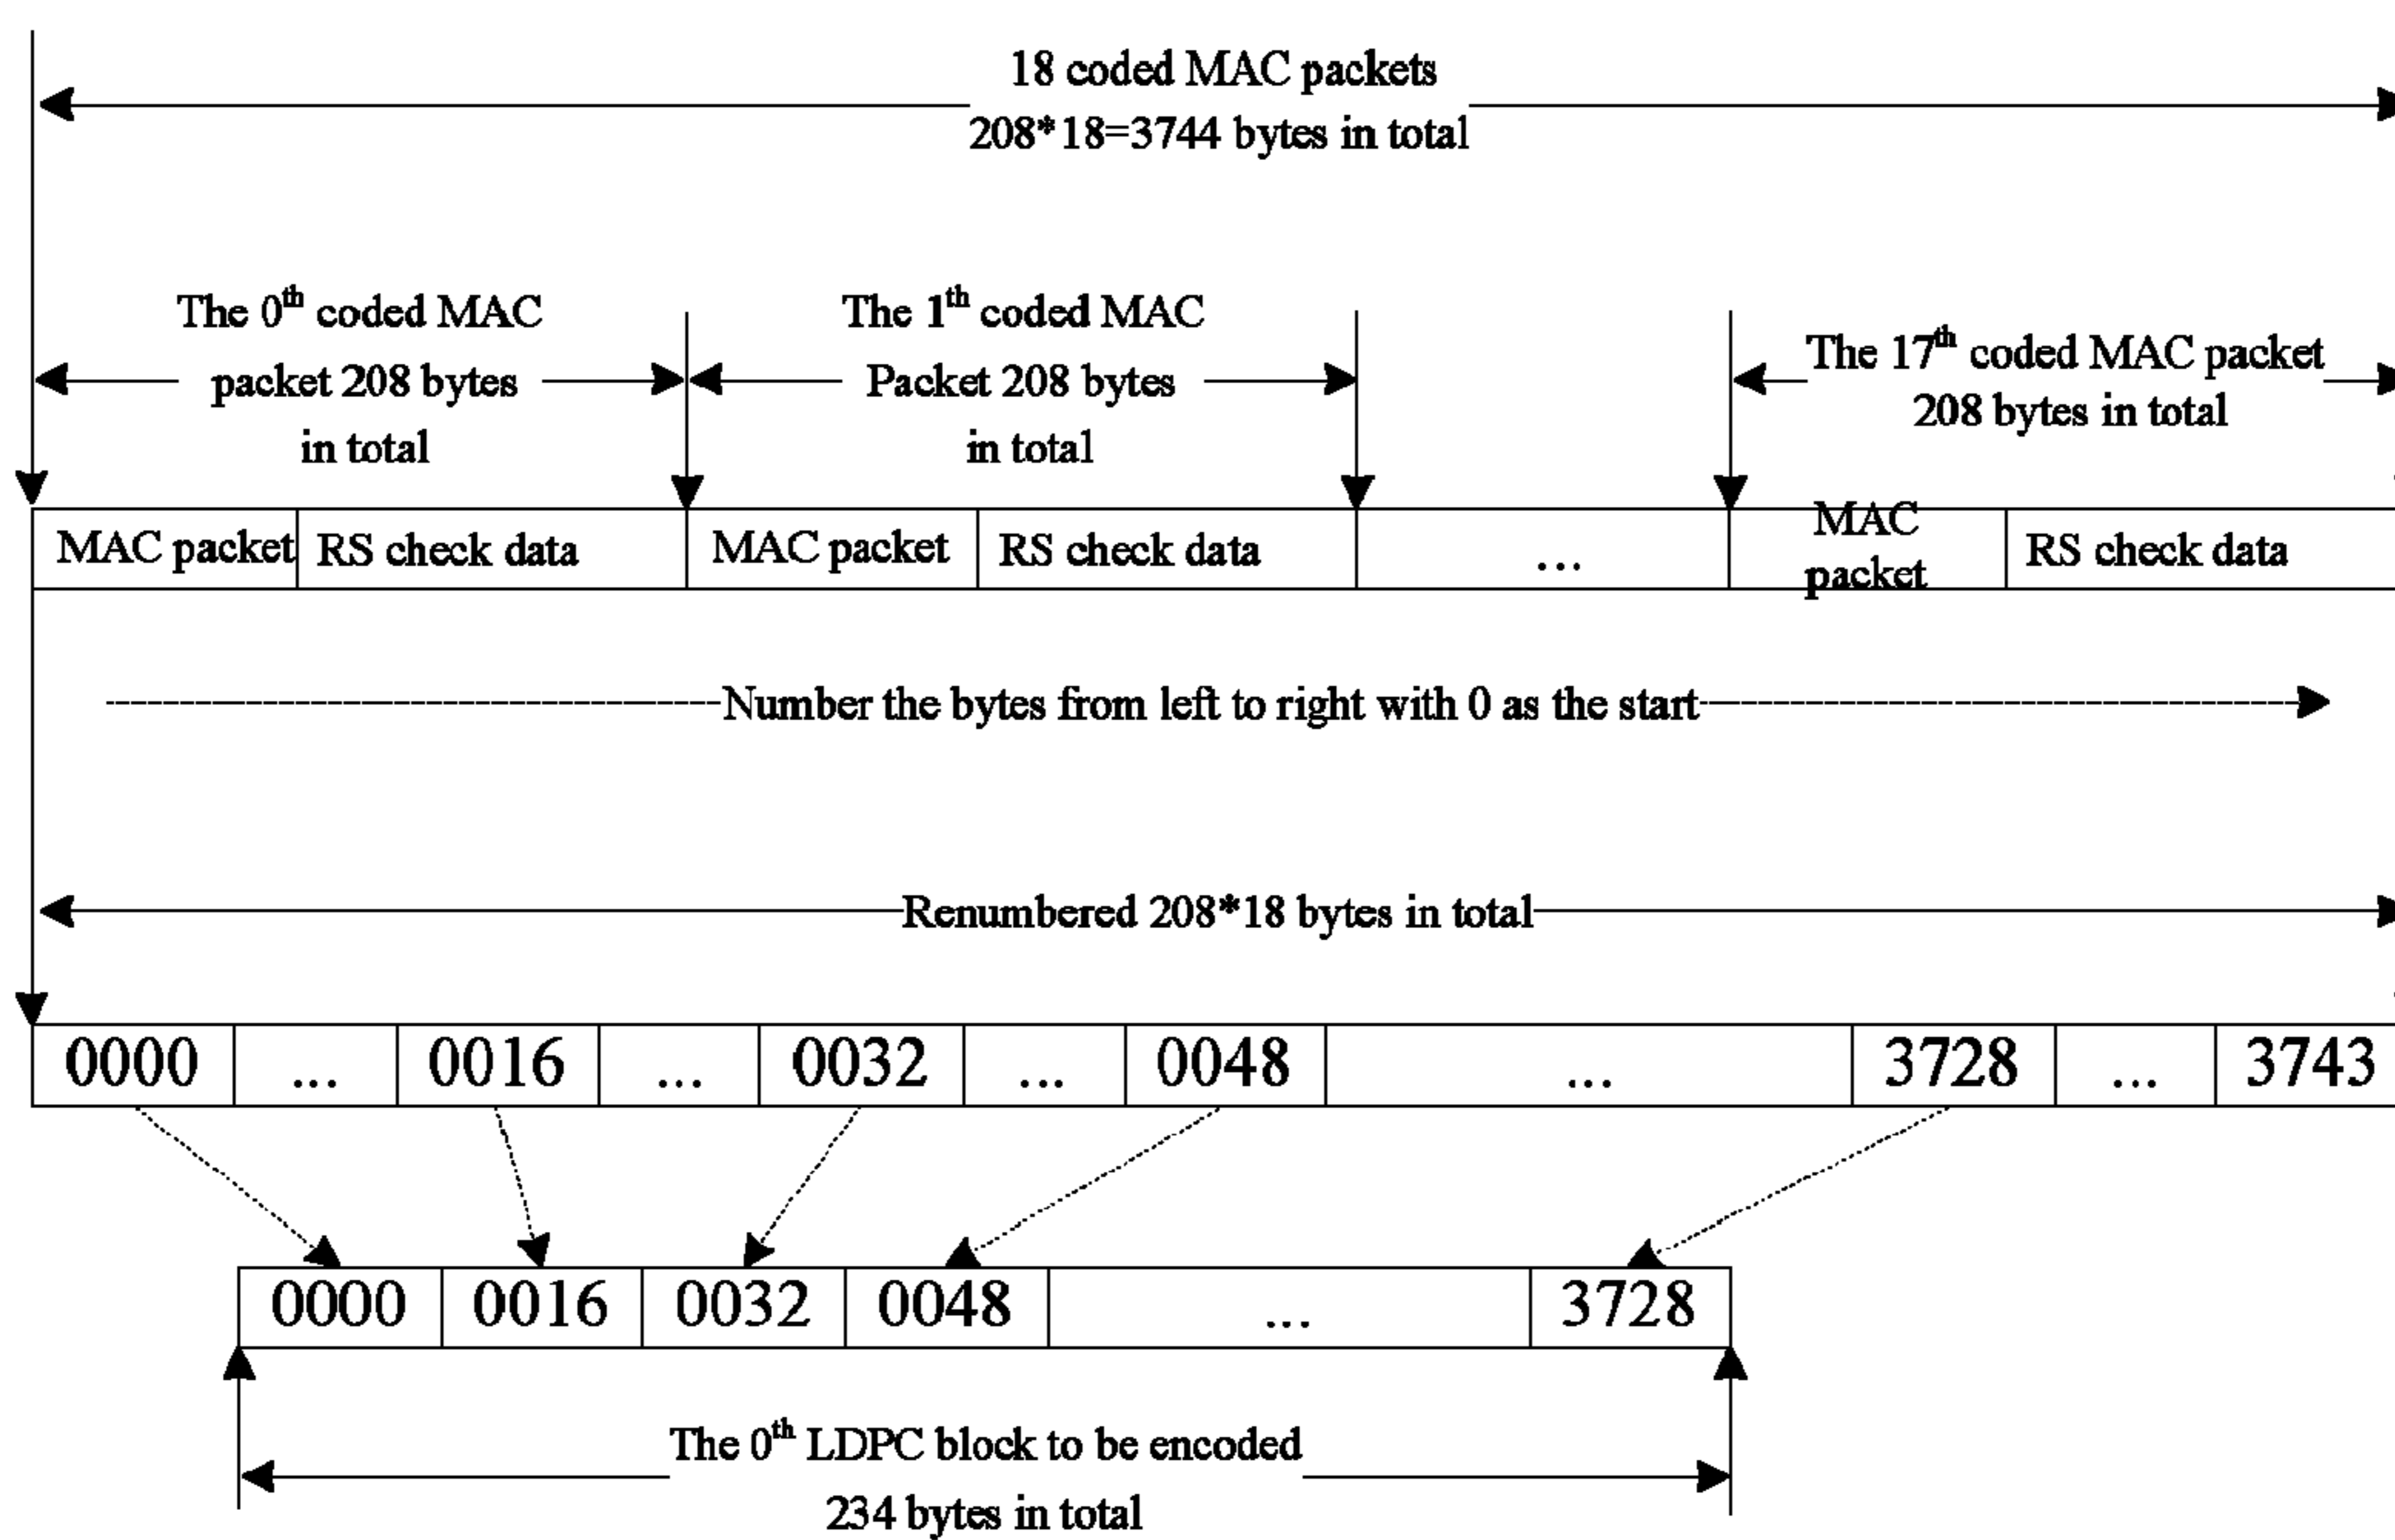 18 coded MAC packets
208*18=3744 bytes in total
The 0th coded MAC
packet 208 bytes
in total
The 1th coded MAC
Packet 208 bytes
in total
The 17th coded MAC packet
208 bytes in total
MAC packet RS check data MAC packet RS check data ... MAC packet RS check data
Number the bytes from left to right with 0 as the start
Renumbered 208*18 bytes in total
0000 ... 0016 ... 0032 ... 0048 ... 3728 ... 3743
0000 0016 0032 0048 ... 3728
The 0th LDPC block to be encoded
234 bytes in total